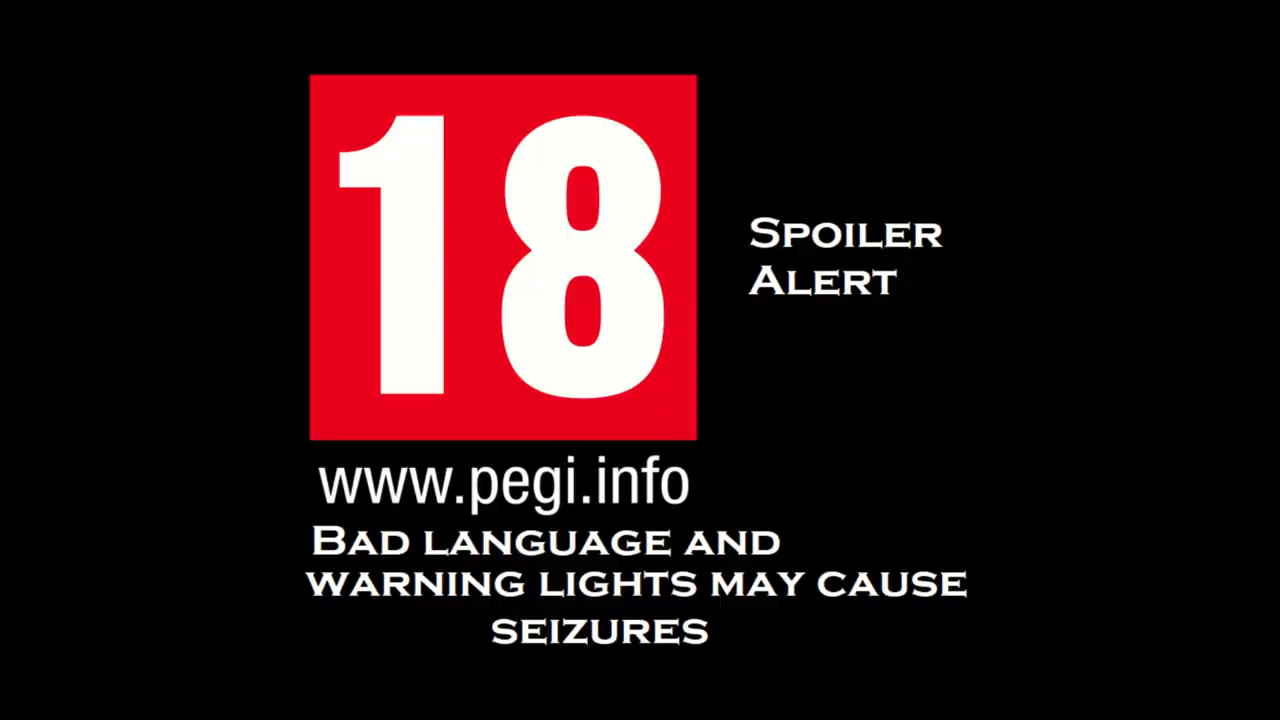 18
Spoiler
Alert
www.pegi.info
Bad language and
warning lights may cause
seizures